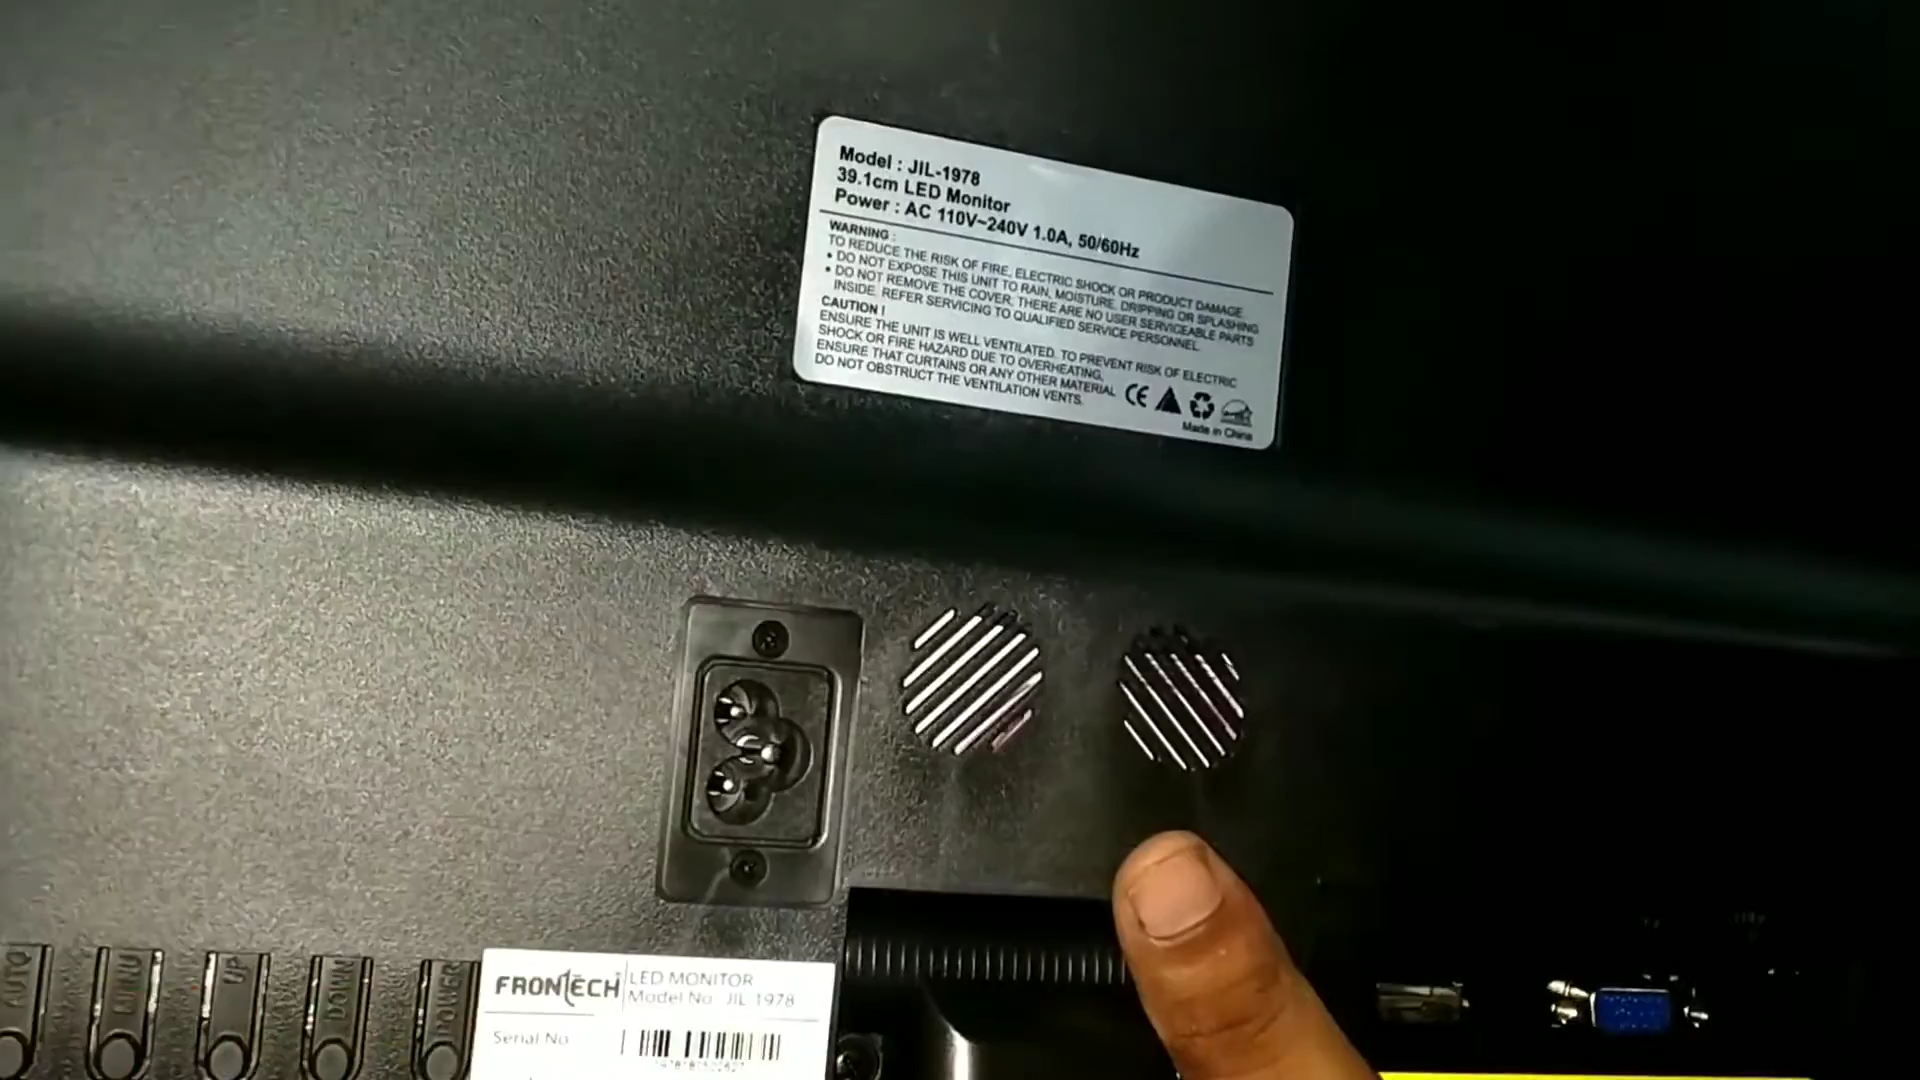 Model : JIL-1978
39.1cm LED Monitor
Power : AC 110V~240V 1.0A, 50/60Hz
WARNING :
TO REDUCE THE RISK OF FIRE, ELECTRIC SHOCK OR PRODUCT DAMAGE
• DO NOT EXPOSE THIS UNIT TO RAIN, MOISTURE, DRIPPING OR SPLASHING
• DO NOT REMOVE THE COVER, THERE ARE NO USER SERVICEABLE PARTS
INSIDE. REFER SERVICING TO QUALIFIED SERVICE PERSONNEL.
CAUTION !
ENSURE THE UNIT IS WELL VENTILATED. TO PREVENT RISK OF ELECTRIC
SHOCK OR FIRE HAZARD DUE TO OVERHEATING,
ENSURE THAT CURTAINS OR ANY OTHER MATERIAL
DO NOT OBSTRUCT THE VENTILATION VENTS.
CE
Made in China
AUTO
MENU
UP
DOWN
POWER
FRONTECH
LED MONITOR
Model No. JIL 1978
Serial No